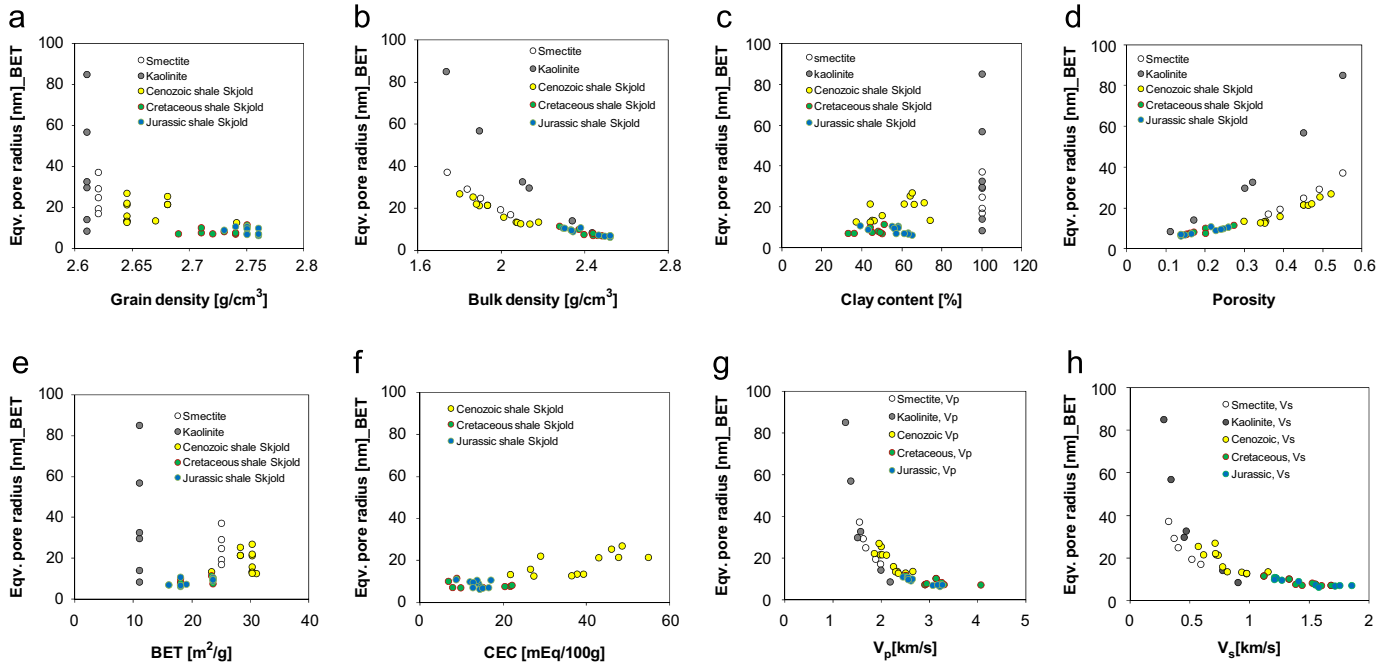 a
Eqv. pore radius [nm]_BET
100
80
60
40
20
0
2.6
2.65
2.7
2.75
2.8
Grain density [g/cm³]
Smectite
Kaolinite
Cenozoic shale Skjold
Cretaceous shale Skjold
Jurassic shale Skjold
b
Eqv. pore radius [nm]_BET
100
80
60
40
20
0
1.6
2
2.4
2.8
Bulk density [g/cm³]
Smectite
Kaolinite
Cenozoic shale Skjold
Cretaceous shale Skjold
Jurassic shale Skjold
c
Eqv. pore radius [nm]_BET
100
80
60
40
20
0
0
20
40
60
80
100
120
Clay content [%]
smectite
kaolinite
Cenozoic shale Skjold
Cretaceous shale Skjold
Jurassic shale Skjold
d
Eqv. pore radius [nm]_BET
100
80
60
40
20
0
0
0.1
0.2
0.3
0.4
0.5
0.6
Porosity
Smectite
Kaolinite
Cenozoic shale Skjold
Cretaceous shale Skjold
Jurassic shale Skjold
e
Eqv. pore radius [nm]_BET
100
80
60
40
20
0
0
10
20
30
40
BET [m²/g]
Smectite
Kaolinite
Cenozoic shale Skjold
Cretaceous shale Skjold
Jurassic shale Skjold
f
Eqv. pore radius [nm]_BET
100
80
60
40
20
0
0
20
40
60
CEC [mEq/100g]
Cenozoic shale Skjold
Cretaceous shale Skjold
Jurassic shale Skjold
g
Eqv. pore radius [nm]_BET
100
80
60
40
20
0
0
1
2
3
4
5
Vp[km/s]
Smectite, Vp
Kaolinite, Vp
Cenozoic Vp
Cretaceous, Vp
Jurassic, Vp
h
Eqv. pore radius [nm]_BET
100
80
60
40
20
0
0
0.5
1
1.5
2
Vs[km/s]
Smectite, Vs
Kaolinite, Vs
Cenozoic, Vs
Cretaceous, Vs
Jurassic, Vs